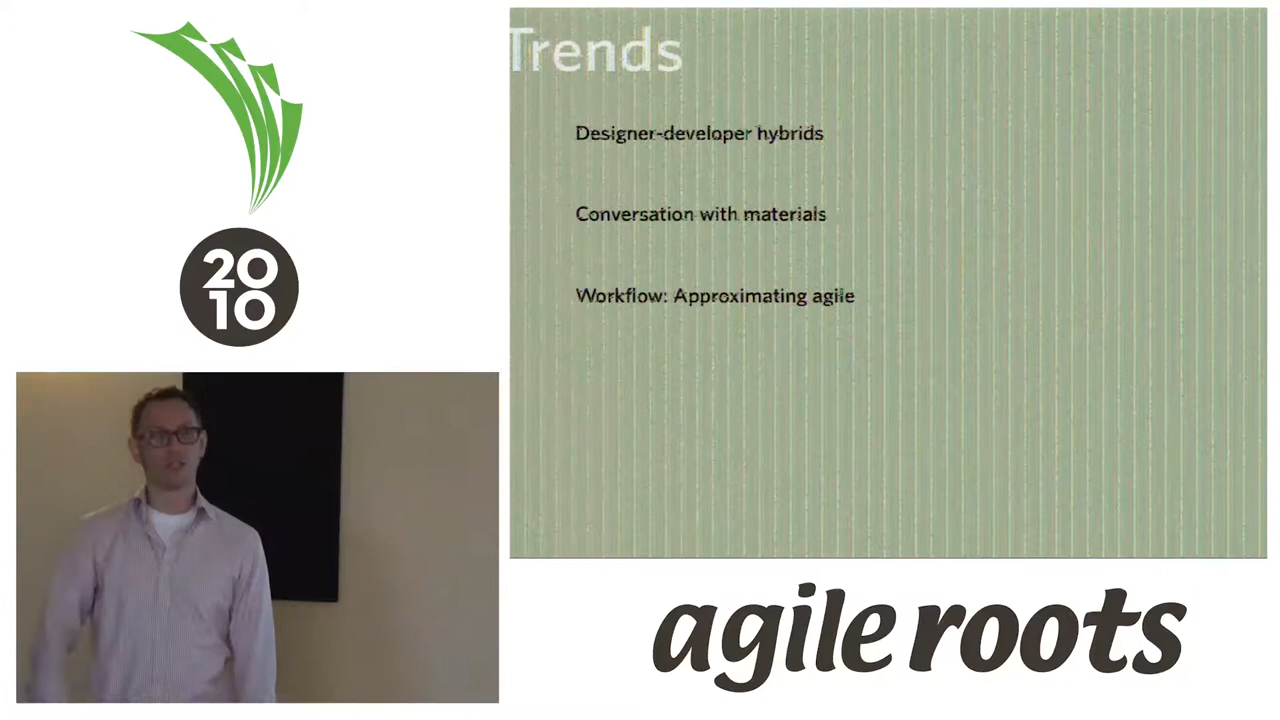 20
10
Trends
Designer-developer hybrids
Conversation with materials
Workflow: Approximating agile
agile roots